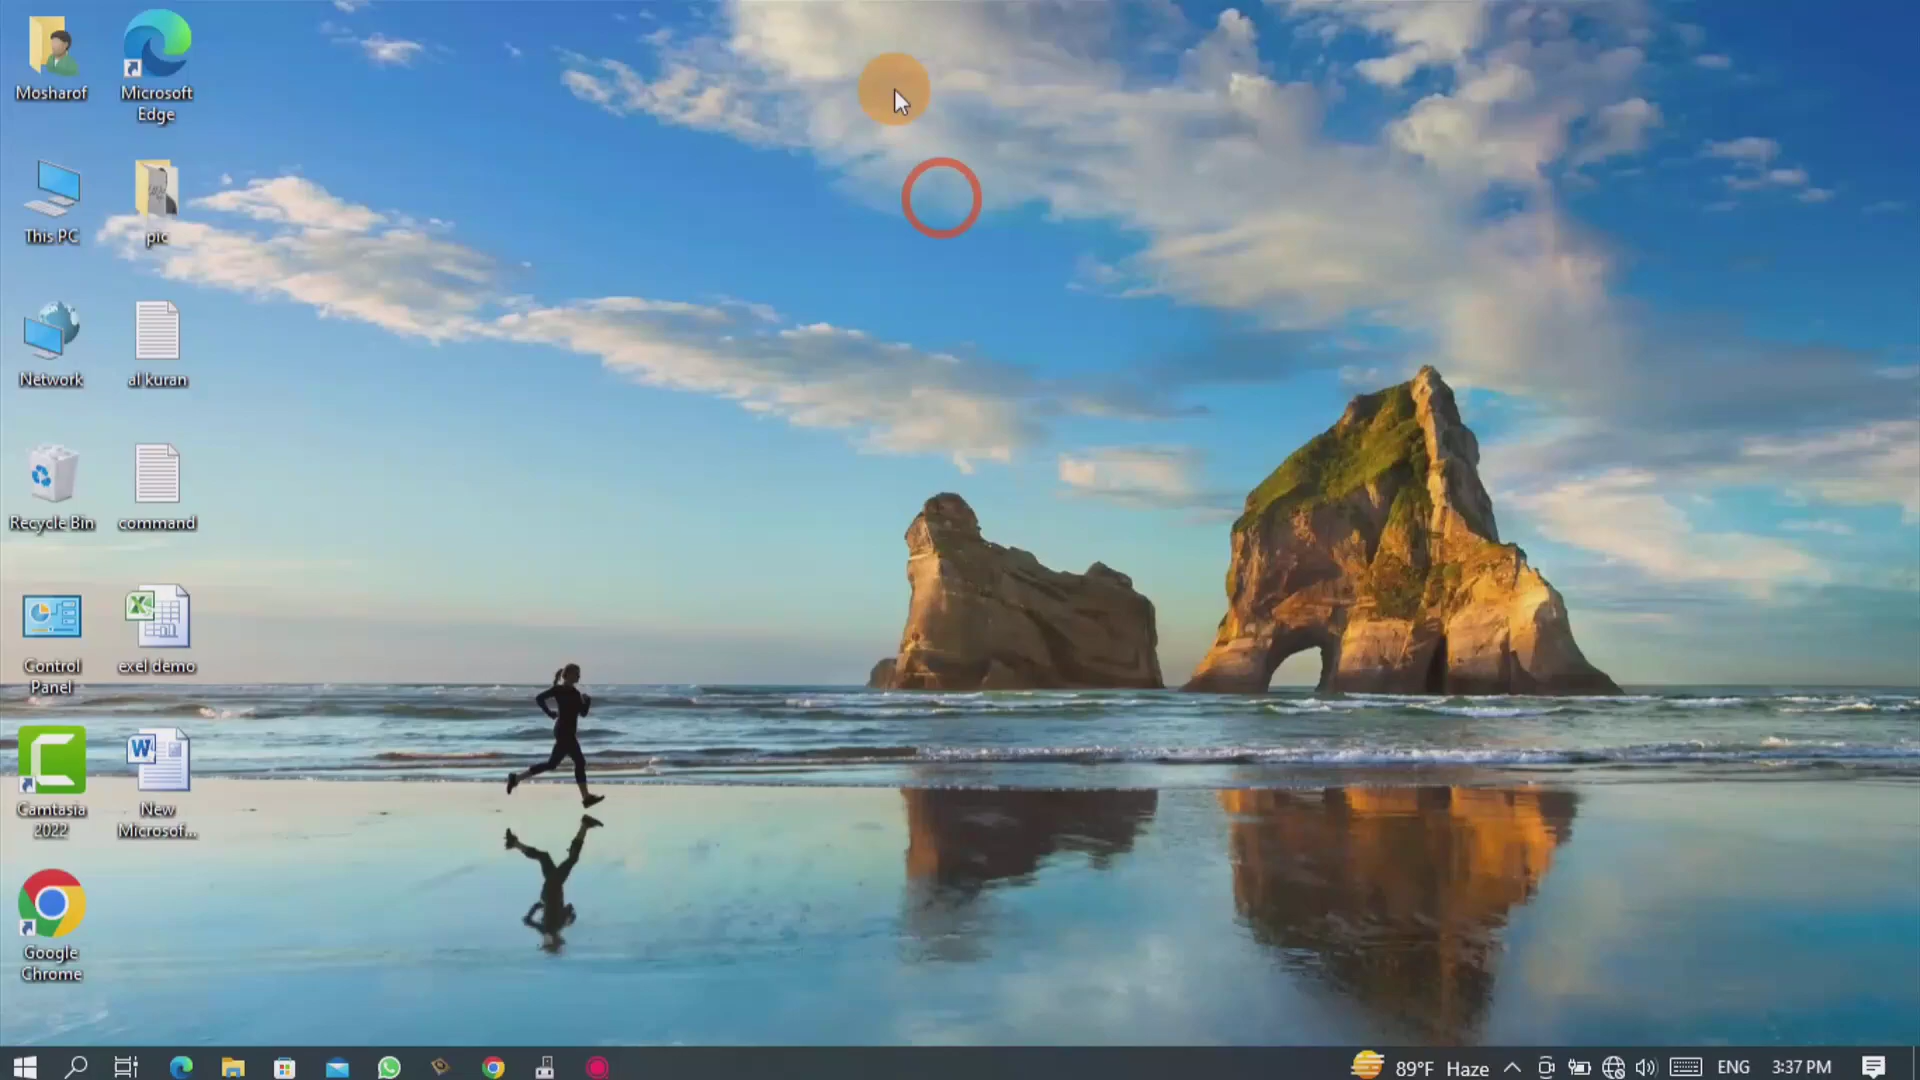 Mosharof
Microsoft
Edge
This PC
pic
Network
al kuran
Recycle Bin
command
Control
Panel
exel demo
Camtasia
2022
New
Microsof...
Google
Chrome
89°F Haze
ENG
3:37 PM